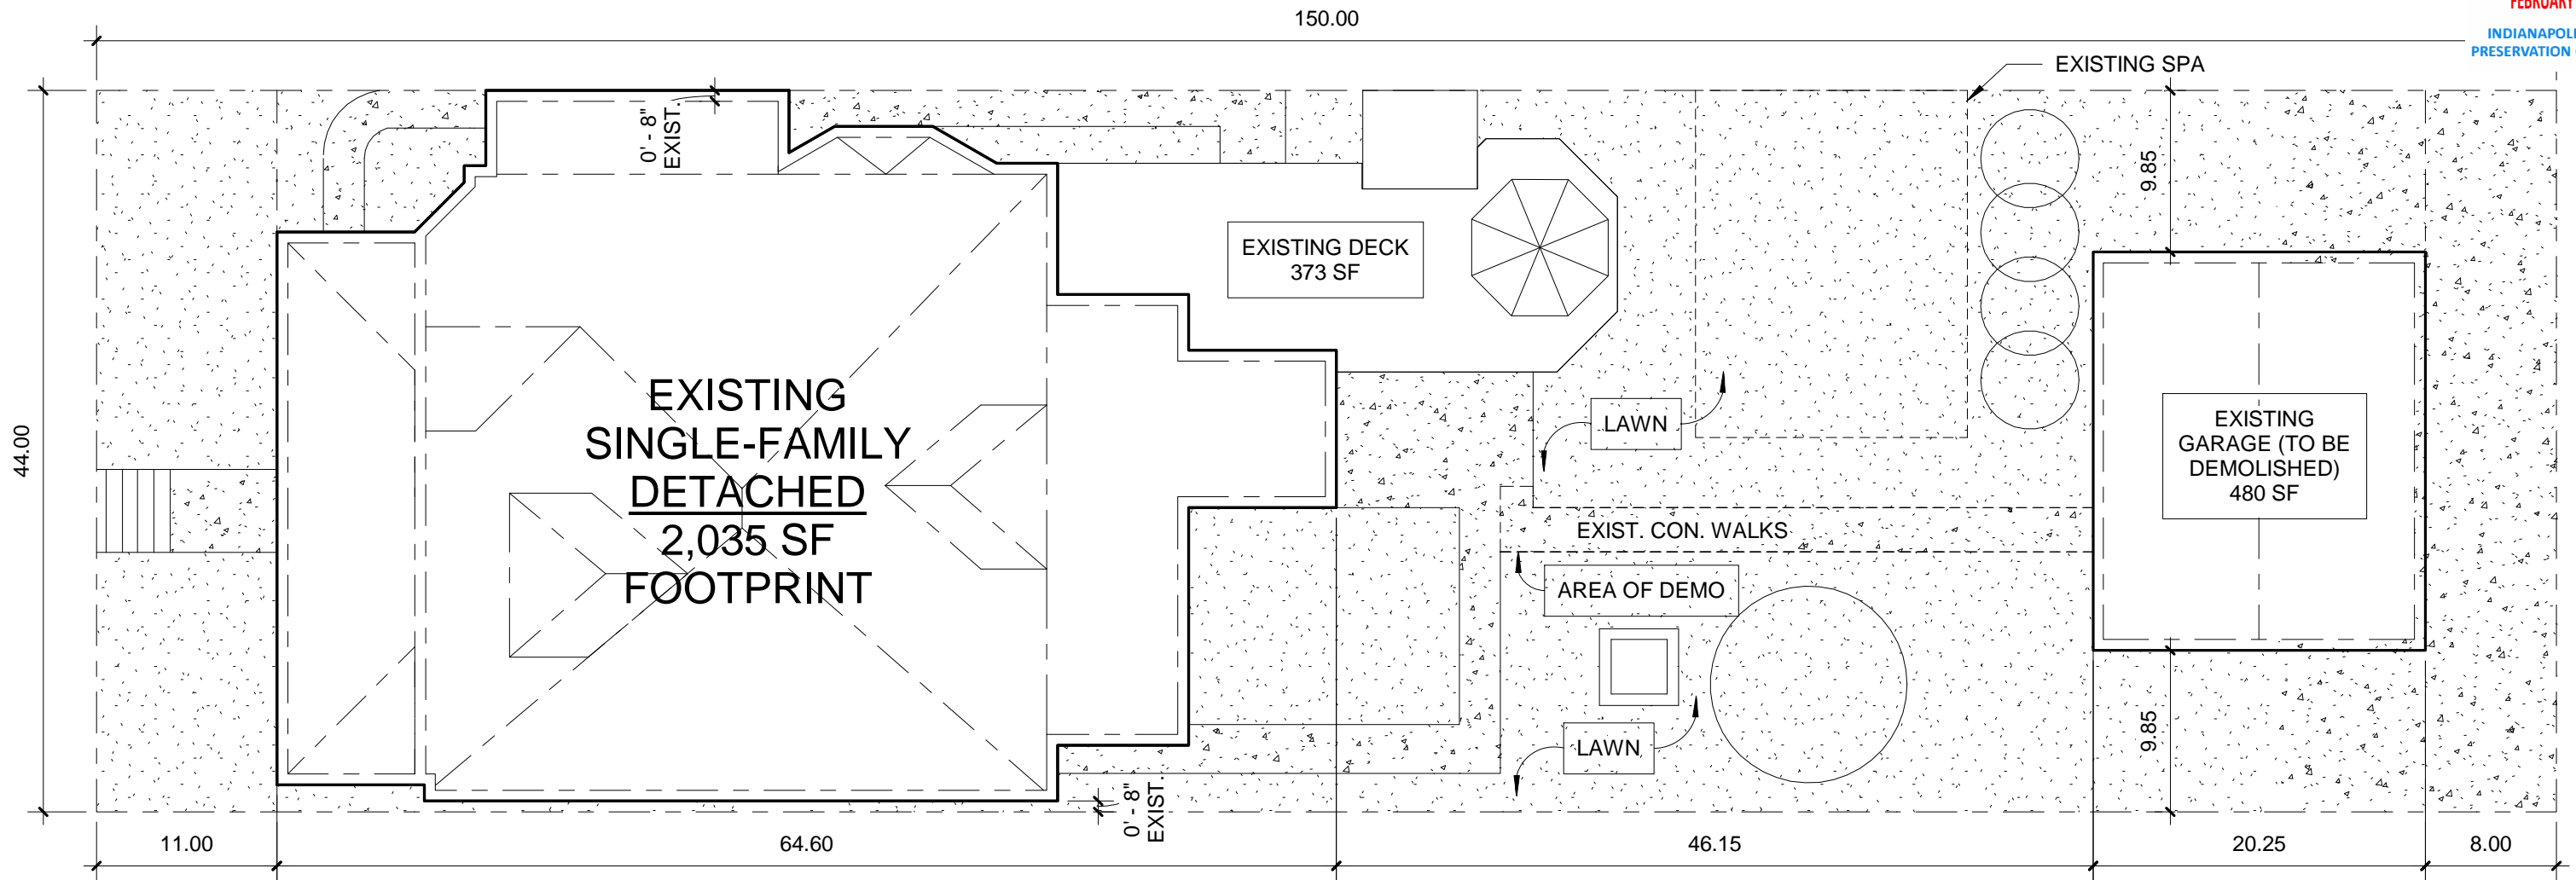 150.00
FEBRUARY
INDIANAPOLI
PRESERVATION
EXISTING SPA
0' - 8"
EXIST.
9.85
EXISTING DECK
373 SF
44.00
EXISTING
SINGLE-FAMILY
DETACHED
2,035 SF
FOOTPRINT
LAWN
EXISTING
GARAGE (TO BE
DEMOLISHED)
480 SF
EXIST. CON. WALKS
AREA OF DEMO
LAWN
9.85
0' - 8"
EXIST.
11.00
64.60
46.15
20.25
8.00